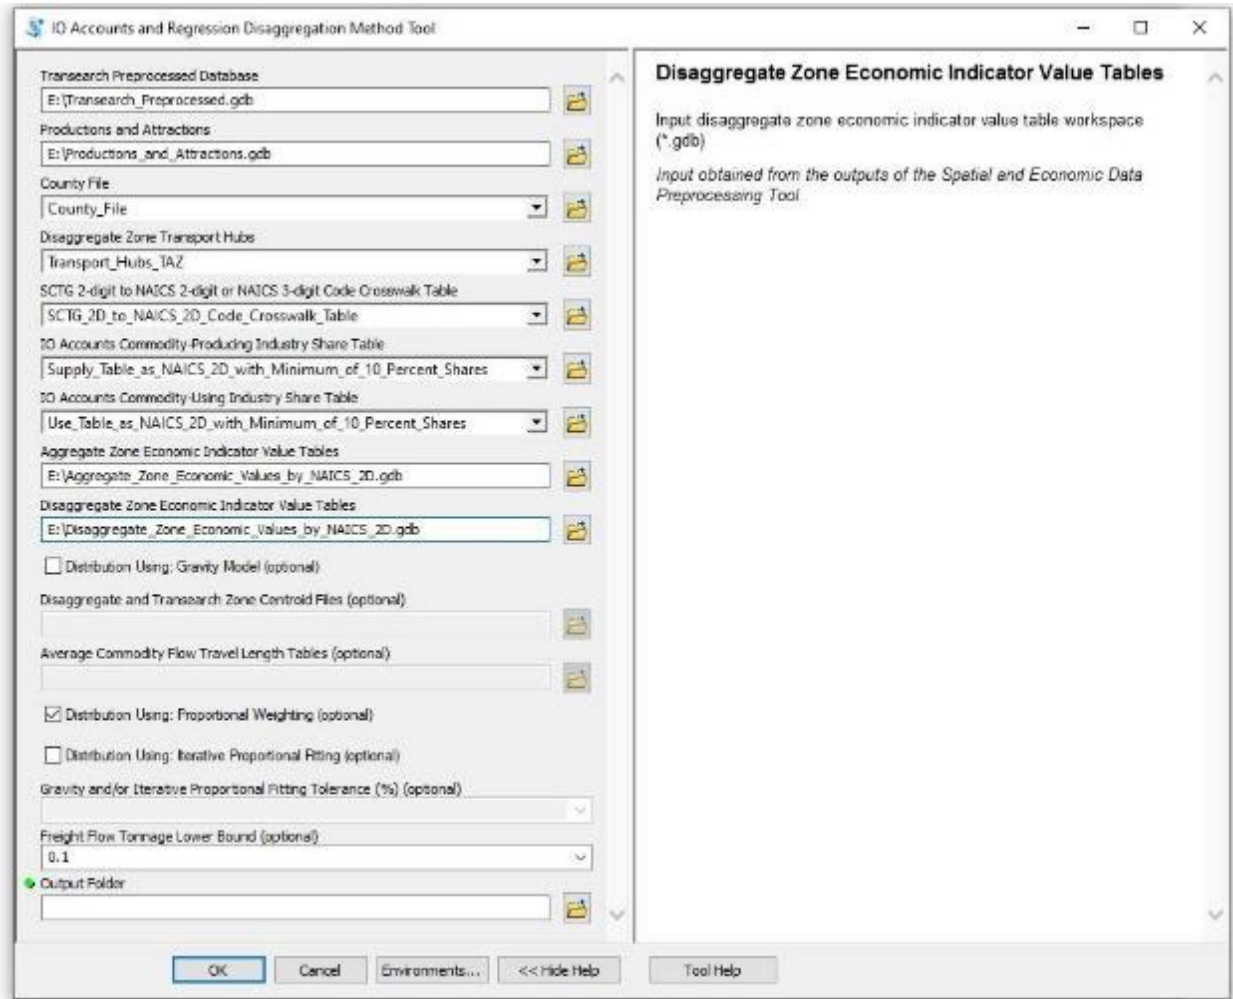 IO Accounts and Regression Disaggregation Method Tool
Transearch Preprocessed Database
E:\Transearch_Preprocessed.gdb
Productions and Attractions
E:\Productions_and_Attractions.gdb
County File
County_File
Disaggregate Zone Transport Hubs
Transport_Hubs_TAZ
SCTG 2-digit to NAICS 2-digit or NAICS 3-digit Code Crosswalk Table
SCTG_2D_to_NAICS_2D_Code_Crosswalk_Table
IO Accounts Commodity-Producing Industry Share Table
Supply_Table_as_NAICS_2D_with_Minimum_of_10_Percent_Shares
IO Accounts Commodity-Using Industry Share Table
Use_Table_as_NAICS_2D_with_Minimum_of_10_Percent_Shares
Aggregate Zone Economic Indicator Value Tables
E:\Aggregate_Zone_Economic_Values_by_NAICS_2D.gdb
Disaggregate Zone Economic Indicator Value Tables
E:\Disaggregate_Zone_Economic_Values_by_NAICS_2D.gdb
Distribution Using: Gravity Model (optional)
Disaggregate and Transearch Zone Centroid Files (optional)
Average Commodity Flow Travel Length Tables (optional)
Distribution Using: Proportional Weighting (optional)
Distribution Using: Iterative Proportional Fitting (optional)
Gravity and/or Iterative Proportional Fitting Tolerance (%) (optional)
Freight Flow Tonnage Lower Bound (optional)
0.1
Output Folder
OK Cancel Environments... << Hide Help Tool Help
Disaggregate Zone Economic Indicator Value Tables
Input disaggregate zone economic indicator value table workspace
(*.gdb)
Input obtained from the outputs of the Spatial and Economic Data
Preprocessing Tool